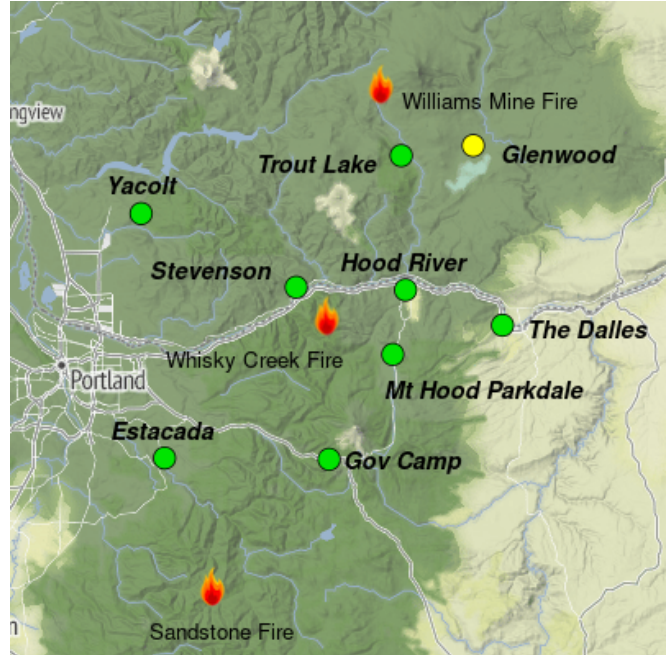 ngview
Williams Mine Fire
Trout Lake
Glenwood
Yacolt
Stevenson
Hood River
The Dalles
Whisky Creek Fire
Portland
Mt Hood Parkdale
Estacada
Gov Camp
n
Sandstone Fire